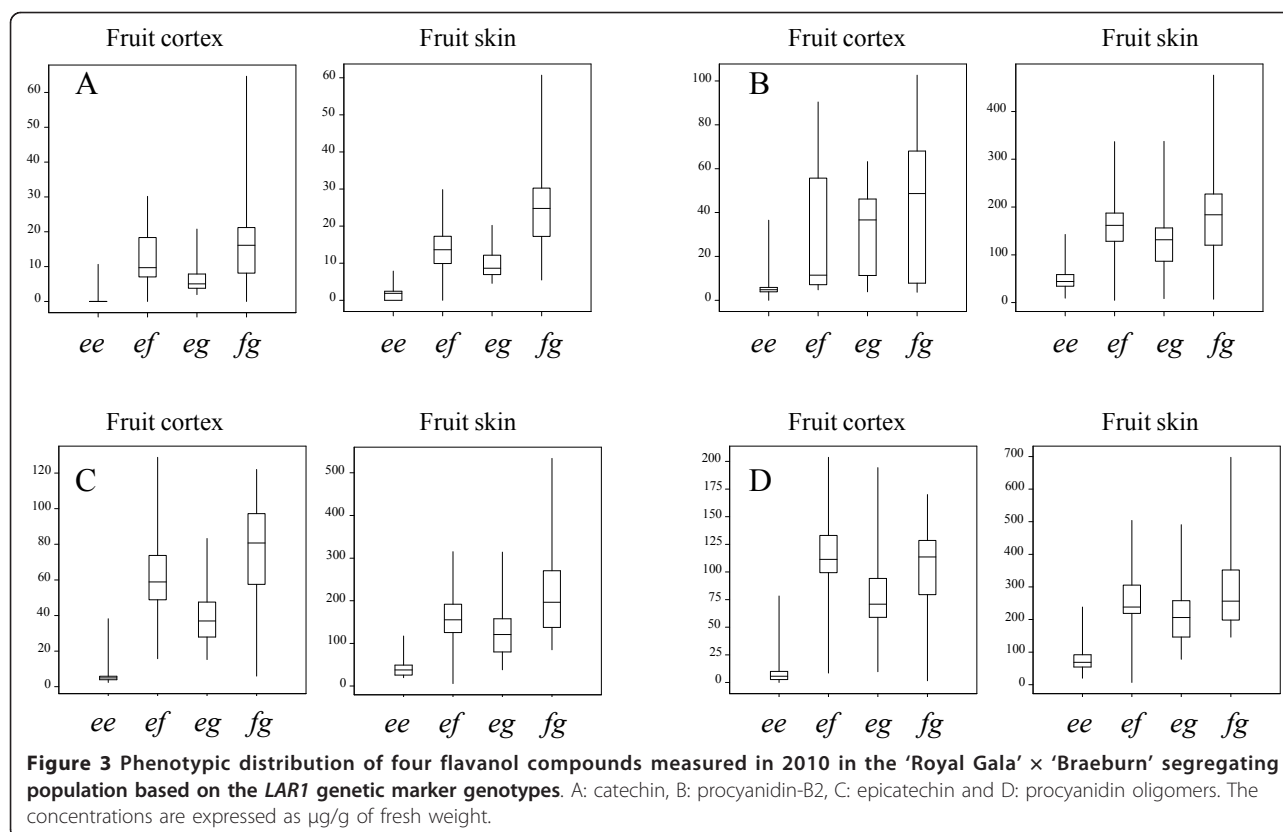 Fruit cortex Fruit skin Fruit cortex Fruit skin
A B
60 50 40 30 20 10 0
60 50 40 30 20 10 0
100 80 60 40 20 0
400 300 200 100 0
ee ef eg fg ee ef eg fg ee ef eg fg ee ef eg fg
Fruit cortex Fruit skin Fruit cortex Fruit skin
C D
120 100 80 60 40 20 0
500 400 300 200 100 0
200 175 150 125 100 75 50 25 0
700 600 500 400 300 200 100 0
ee ef eg fg ee ef eg fg ee ef eg fg ee ef eg fg
Figure 3 Phenotypic distribution of four flavanol compounds measured in 2010 in the ‘Royal Gala’ × ‘Braeburn’ segregating
population based on the LAR1 genetic marker genotypes. A: catechin, B: procyanidin-B2, C: epicatechin and D: procyanidin oligomers. The
concentrations are expressed as μg/g of fresh weight.